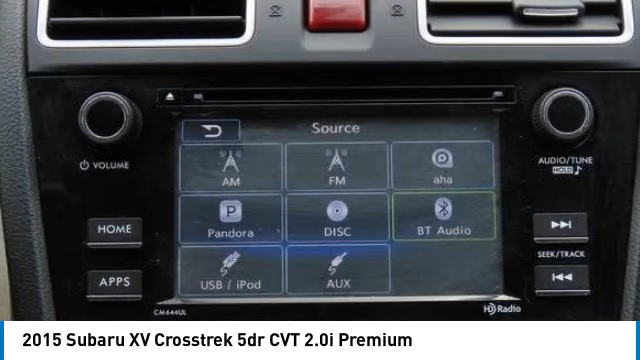 Source
VOLUME
AUDIO/TUNE
HOLD
AM
FM
aha
HOME
P
Pandora
DISC
BT Audio
SEEK/TRACK
APPS
USB / iPod
AUX
CM644UL
HD Radio
2015 Subaru XV Crosstrek 5dr CVT 2.0i Premium